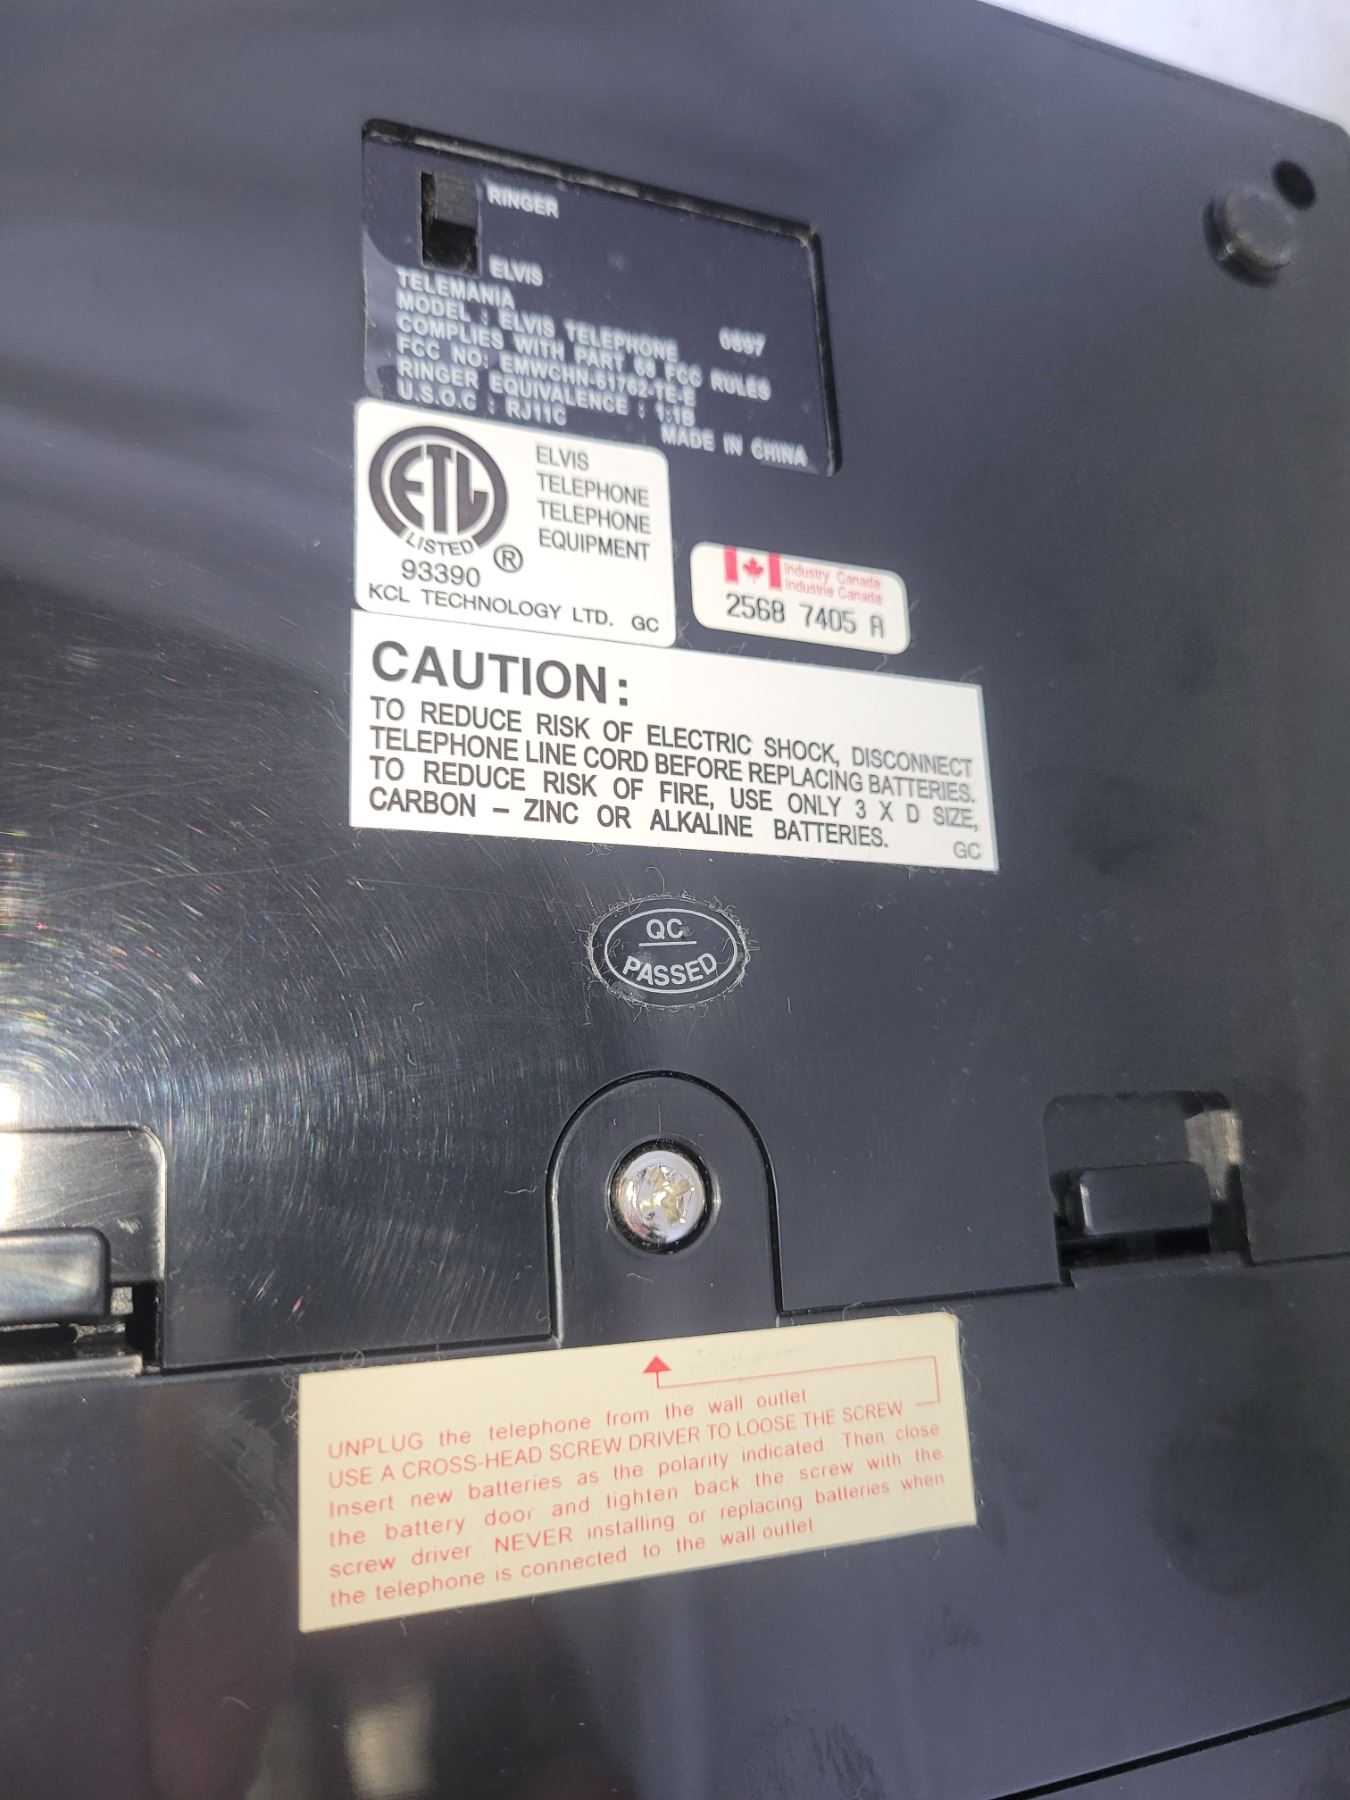 RINGER
ELVIS
TELEMANIA
MODEL : ELVIS TELEPHONE 0897
COMPLIES WITH PART 68 FCC RULES
FCC NO: EMWCHN-61762-TE-E
RINGER EQUIVALENCE : 1:1B
U.S.O.C : RJ11C
MADE IN CHINA
ETL
LISTED
®
93390
ELVIS
TELEPHONE
TELEPHONE
EQUIPMENT
KCL TECHNOLOGY LTD. GC
Industry Canada
Industrie Canada
2568 7405 A
CAUTION:
TO REDUCE RISK OF ELECTRIC SHOCK, DISCONNECT
TELEPHONE LINE CORD BEFORE REPLACING BATTERIES.
TO REDUCE RISK OF FIRE, USE ONLY 3 X D SIZE,
CARBON – ZINC OR ALKALINE BATTERIES.
GC
QC
PASSED
UNPLUG the telephone from the wall outlet
USE A CROSS-HEAD SCREW DRIVER TO LOOSE THE SCREW
Insert new batteries as the polarity indicated. Then close
the battery door and tighten back the screw with the
screw driver NEVER installing or replacing batteries when
the telephone is connected to the wall outlet